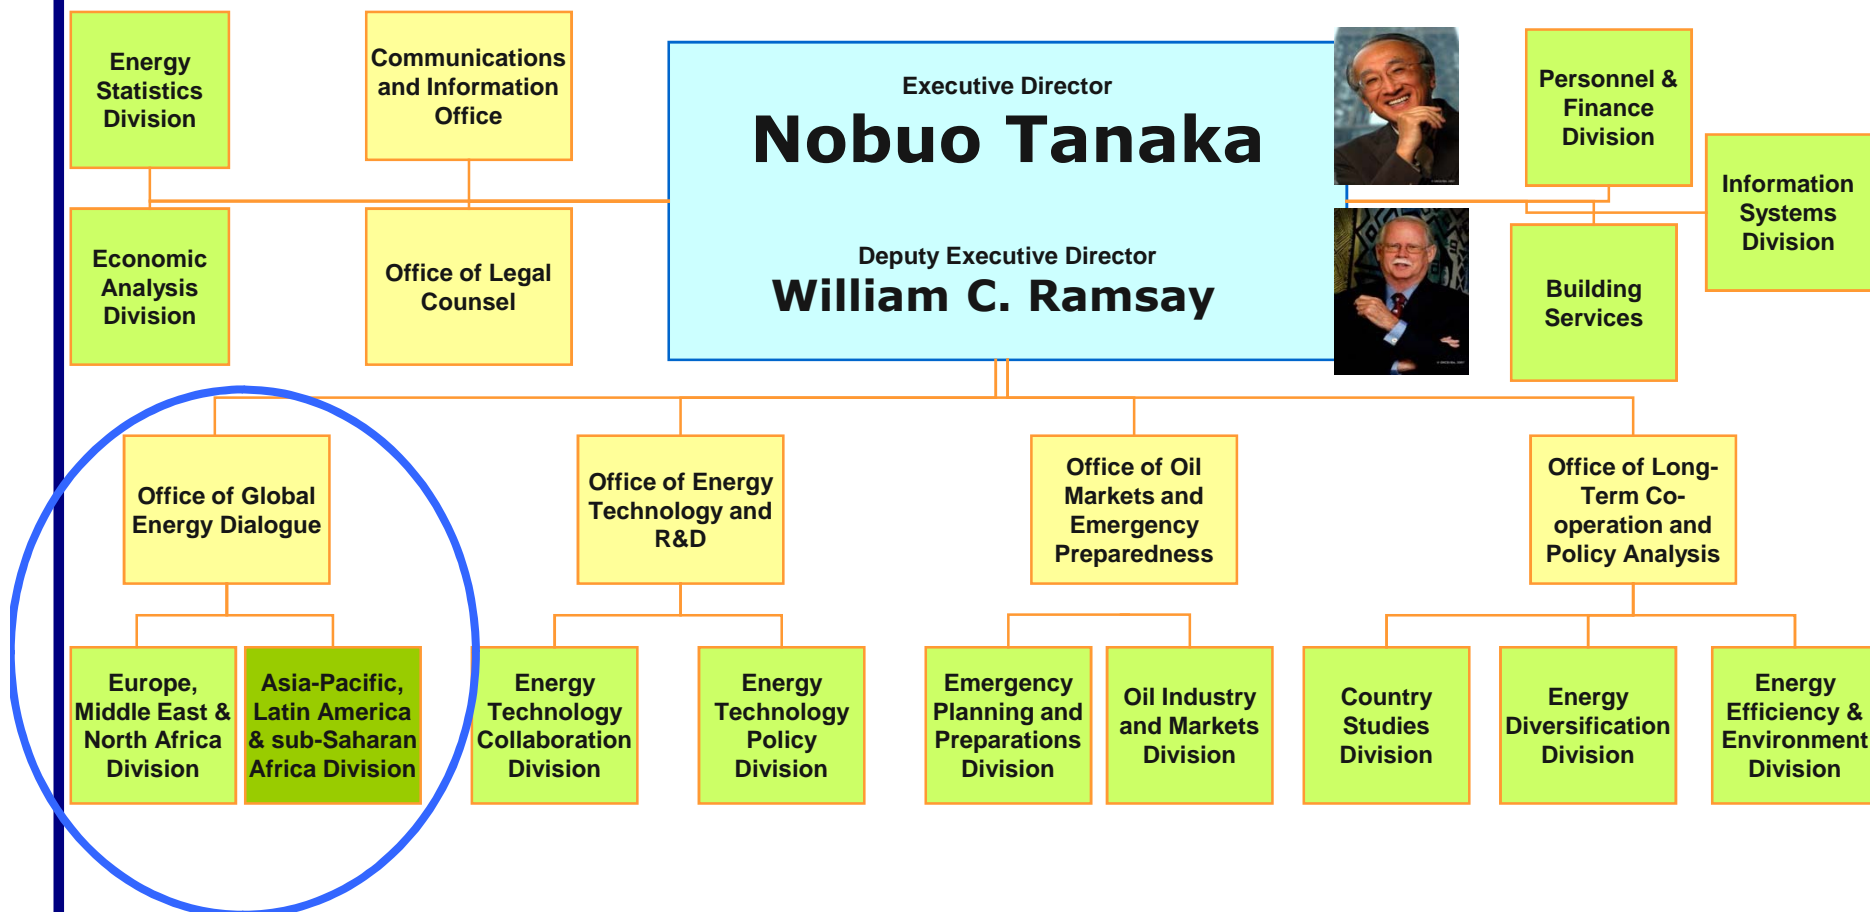 Energy
Statistics
Division
Communications
and Information
Office
Executive Director
Nobuo Tanaka
Deputy Executive Director
William C. Ramsay
Personnel &
Finance
Division
Information
Systems
Division
Economic
Analysis
Division
Office of Legal
Counsel
Building
Services
Office of Global
Energy Dialogue
Office of Energy
Technology and
R&D
Office of Oil
Markets and
Emergency
Preparedness
Office of Long-
Term Co-
operation and
Policy Analysis
Europe,
Middle East &
North Africa
Division
Asia-Pacific,
Latin America
& sub-Saharan
Africa Division
Energy
Technology
Collaboration
Division
Energy
Technology
Policy
Division
Emergency
Planning and
Preparations
Division
Oil Industry
and Markets
Division
Country
Studies
Division
Energy
Diversification
Division
Energy
Efficiency &
Environment
Division